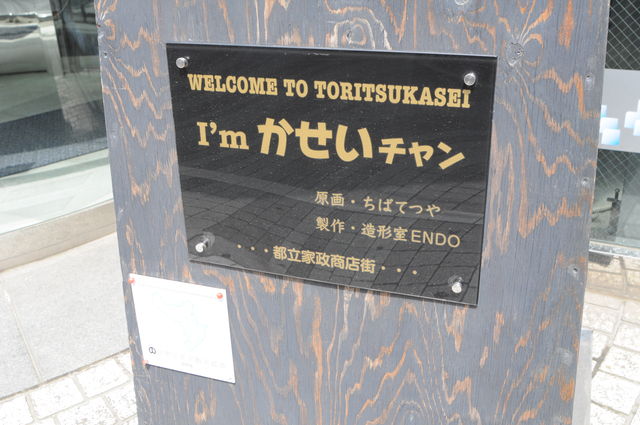 WELCOME TO TORITSUKASEI
I'm かせいチャン
原画・ちばてつや
製作・造形室ENDO
・・・都立家政商店街・・・